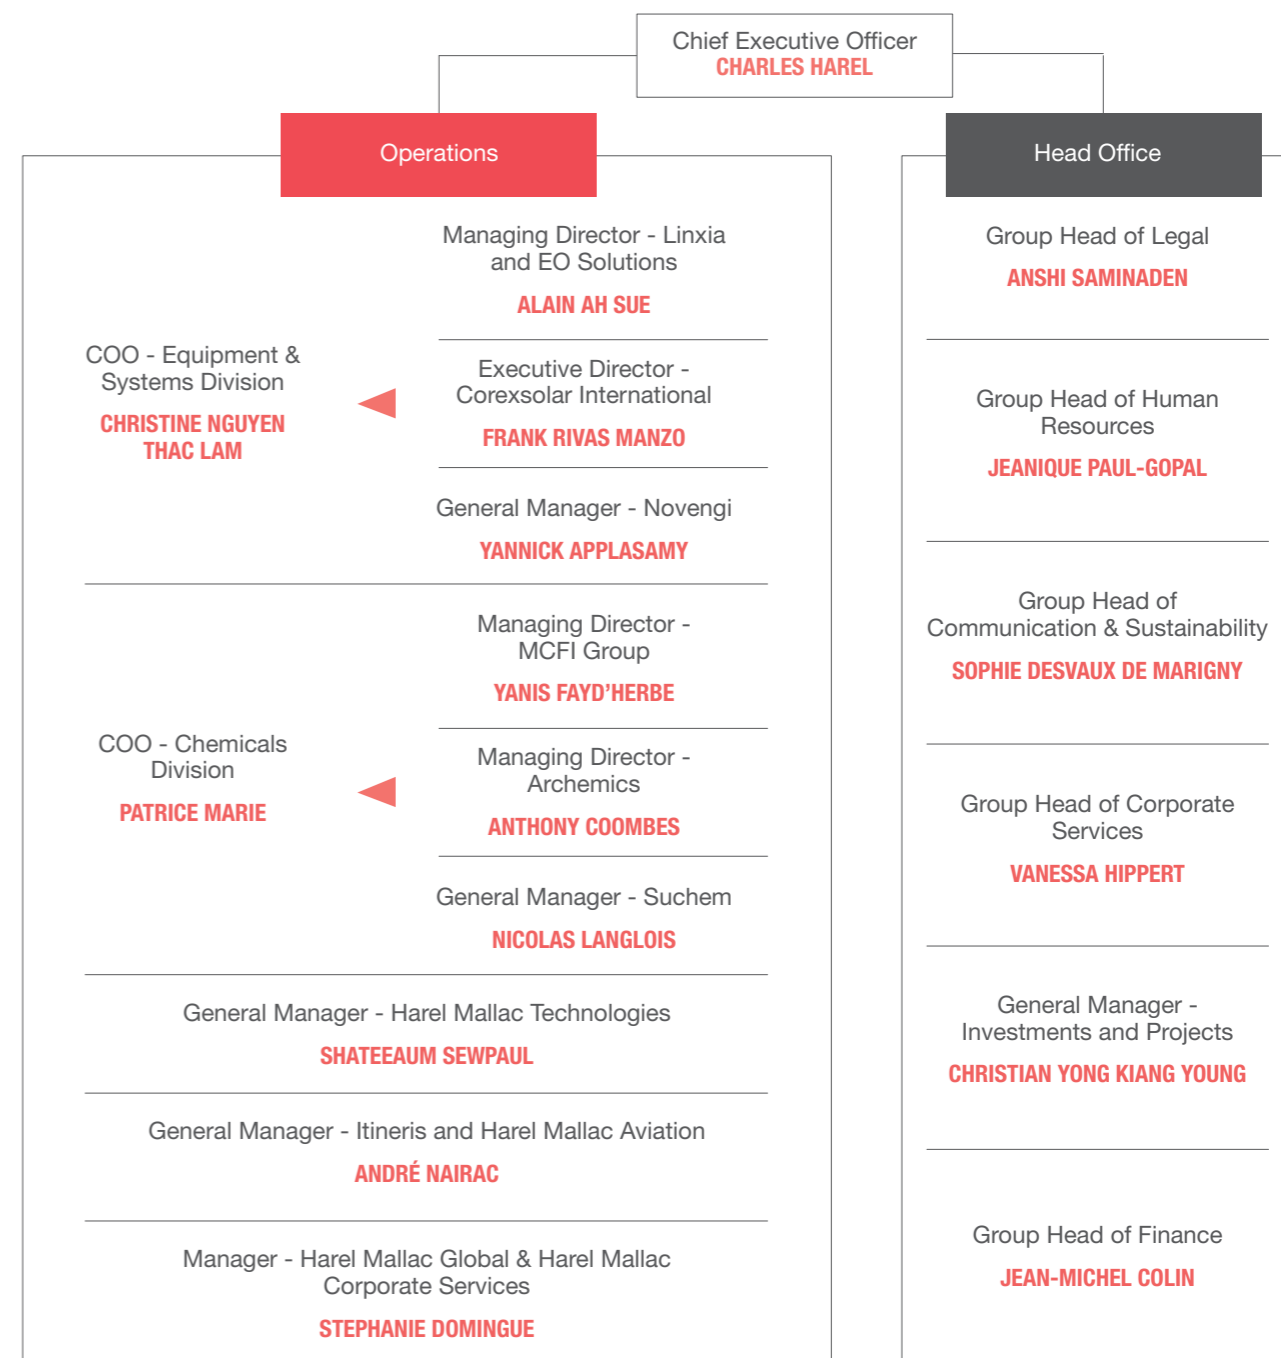 Chief Executive Officer
CHARLES HAREL
Operations
Managing Director - Linxia
and EO Solutions
ALAIN AH SUE
COO - Equipment &
Systems Division
CHRISTINE NGUYEN
THAC LAM
Executive Director -
Corexsolar International
FRANK RIVAS MANZO
General Manager - Novengi
YANNICK APPLASAMY
Managing Director -
MCFI Group
YANIS FAYD’HERBE
COO - Chemicals
Division
PATRICE MARIE
Managing Director -
Archemics
ANTHONY COOMBES
General Manager - Suchem
NICOLAS LANGLOIS
General Manager - Harel Mallac Technologies
SHATEEAUM SEWPAUL
General Manager - Itineris and Harel Mallac Aviation
ANDRÉ NAIRAC
Manager - Harel Mallac Global & Harel Mallac
Corporate Services
STEPHANIE DOMINGUE
Head Office
Group Head of Legal
ANSHI SAMINADEN
Group Head of Human
Resources
JEANIQUE PAUL-GOPAL
Group Head of
Communication & Sustainability
SOPHIE DESVAUX DE MARIGNY
Group Head of Corporate
Services
VANESSA HIPPERT
General Manager -
Investments and Projects
CHRISTIAN YONG KIANG YOUNG
Group Head of Finance
JEAN-MICHEL COLIN